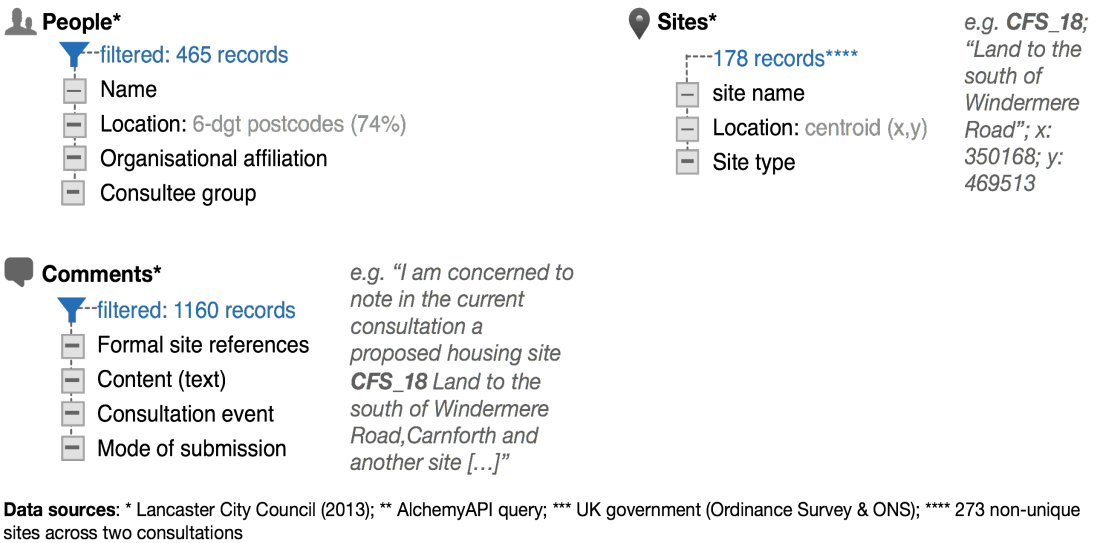 People*
filtered: 465 records
Name
Location: 6-dgt postcodes (74%)
Organisational affiliation
Consultee group
Sites*
178 records****
site name
Location: centroid (x,y)
Site type
e.g. CFS_18;
“Land to the
south of
Windermere
Road”; x:
350168; y:
469513
Comments*
filtered: 1160 records
Formal site references
Content (text)
Consultation event
Mode of submission
e.g. “I am concerned to
note in the current
consultation a
proposed housing site
CFS_18 Land to the
south of Windermere
Road,Carnforth and
another site [...]”
Data sources: * Lancaster City Council (2013); ** AlchemyAPI query; *** UK government (Ordinance Survey & ONS); **** 273 non-unique
sites across two consultations